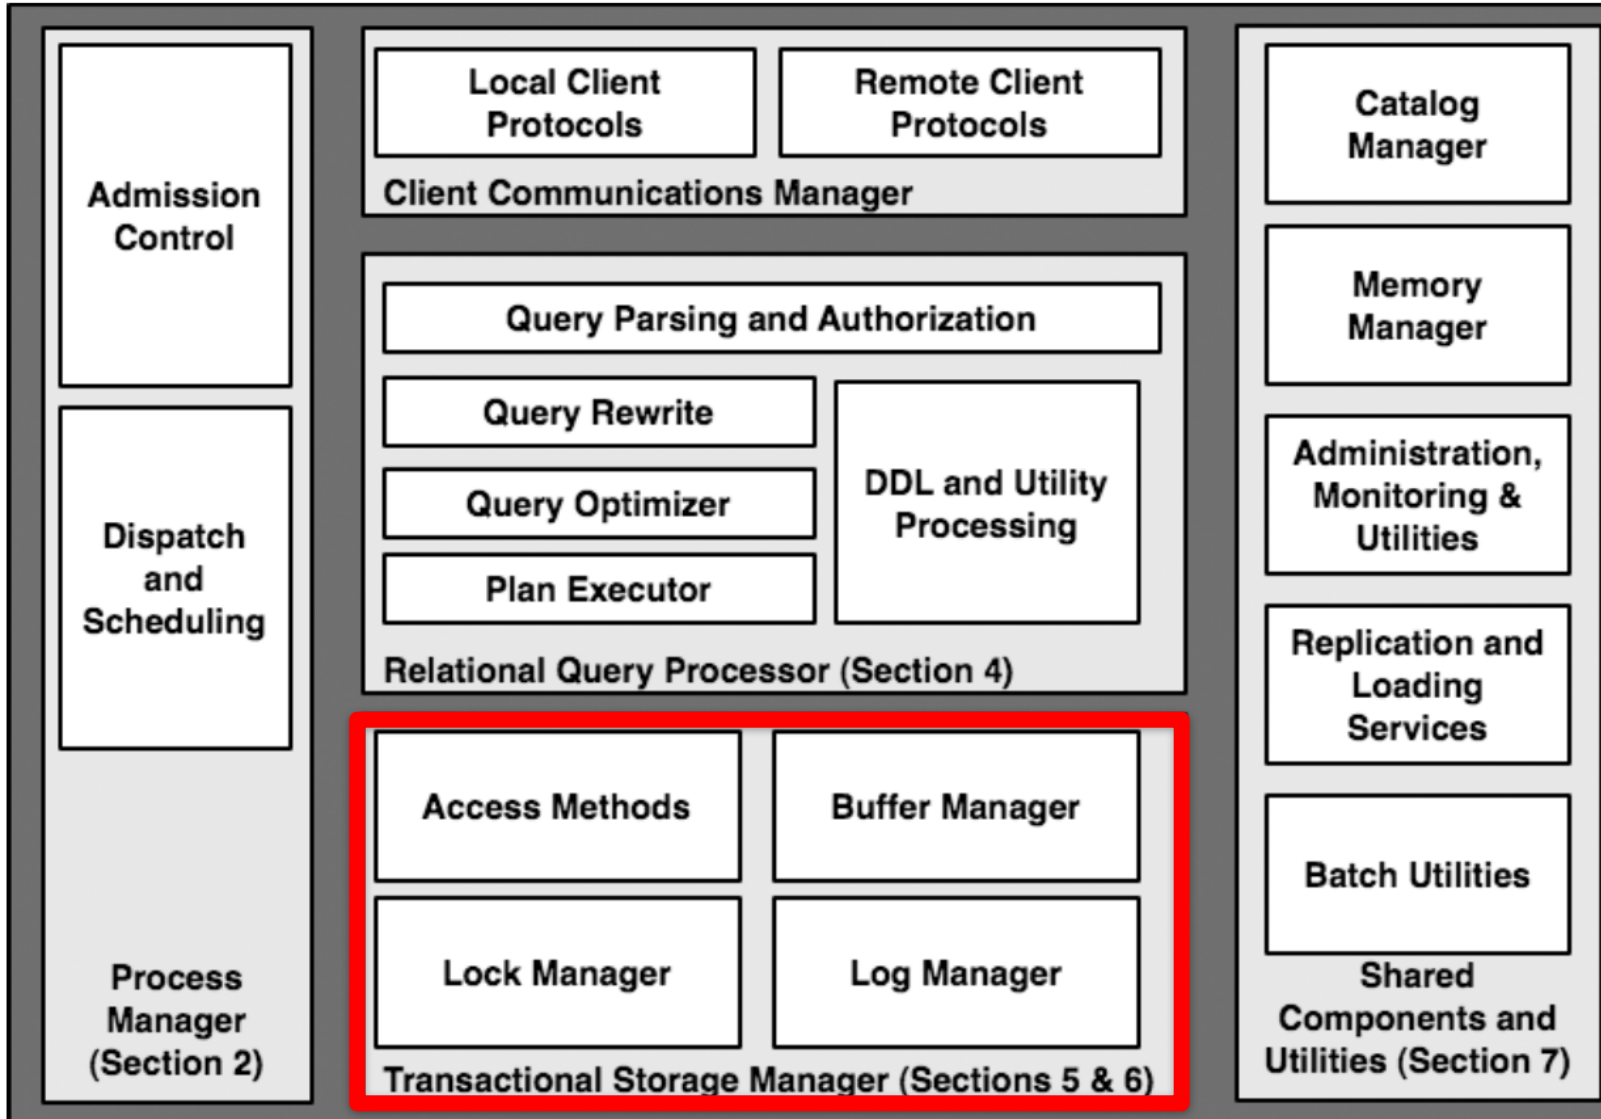 Admission
Control
Dispatch
and
Scheduling
Process
Manager
(Section 2)
Local Client
Protocols
Remote Client
Protocols
Client Communications Manager
Query Parsing and Authorization
Query Rewrite
Query Optimizer
Plan Executor
DDL and Utility
Processing
Relational Query Processor (Section 4)
Access Methods
Buffer Manager
Lock Manager
Log Manager
Transactional Storage Manager (Sections 5 & 6)
Catalog
Manager
Memory
Manager
Administration,
Monitoring &
Utilities
Replication and
Loading
Services
Batch Utilities
Shared
Components and
Utilities (Section 7)